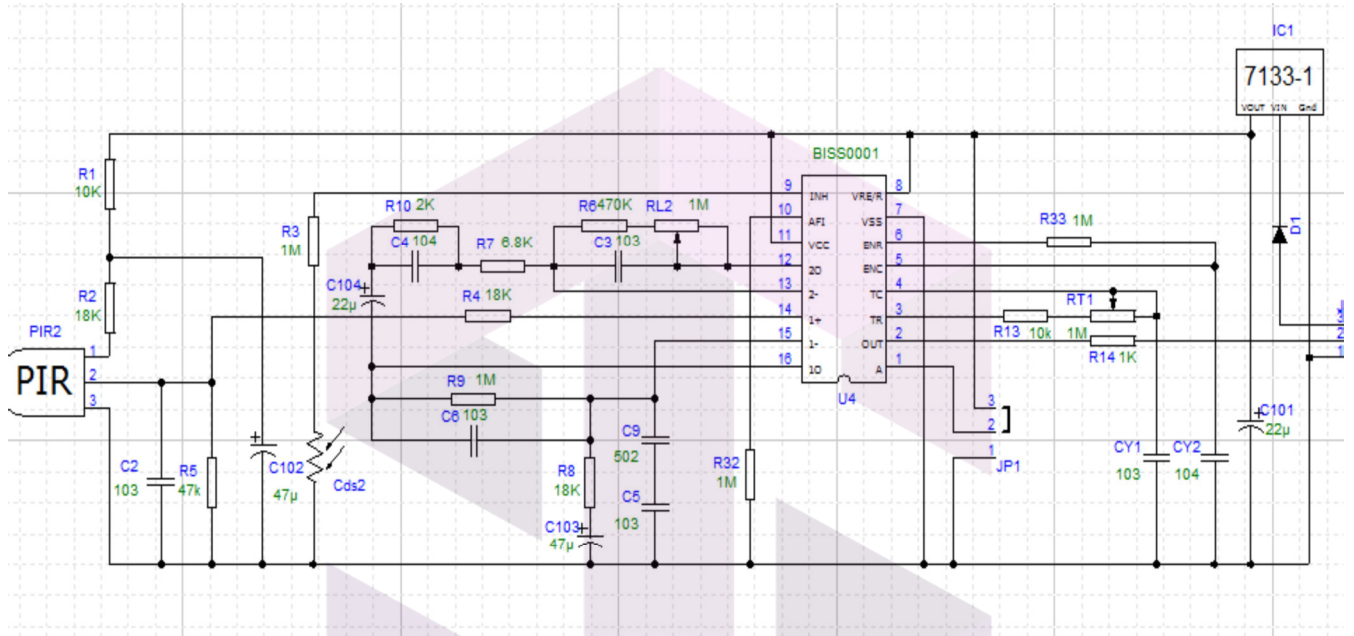 IC1
7133-1
VOUT VIN Gnd
BISS0001
R1
10K
R2
18K
PIR2
PIR
1
2
3
C2
103
R5
47k
C102
47µ
R3
1M
Cds2
R10 2K
C4 104
C104
22µ
R7 6.8K
R6 470K
C3 103
RL2 1M
R4 18K
R9 1M
C6 103
R8
18K
C103
47µ
C9
502
C5
103
R32
1M
9 INH VRE/R 8
10 AFI VSS 7
11 VCC ENR 6
12 2O ENC 5
13 2- TC 4
14 1+ TR 3
15 1- OUT 2
16 1O A 1
U4
R33 1M
RT1
1M
R13 10k
R14 1K
3
2
1
JP1
CY1
103
CY2
104
C101
22µ
D1
2
1